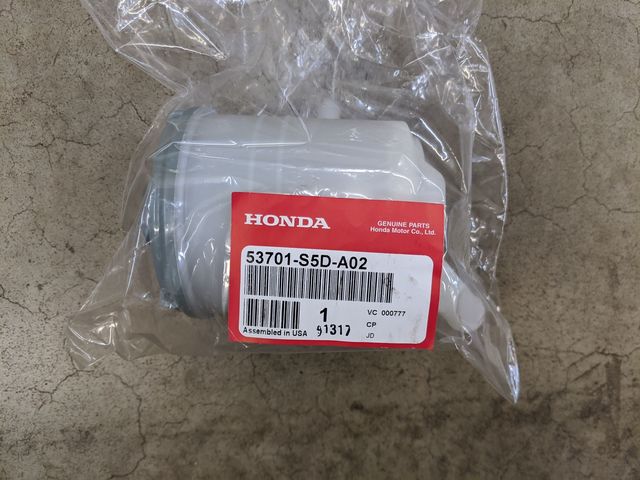 HONDA
GENUINE PARTS
Honda Motor Co., Ltd.
53701-S5D-A02
1
VC 000777
91317
CP
Assembled in USA
JD